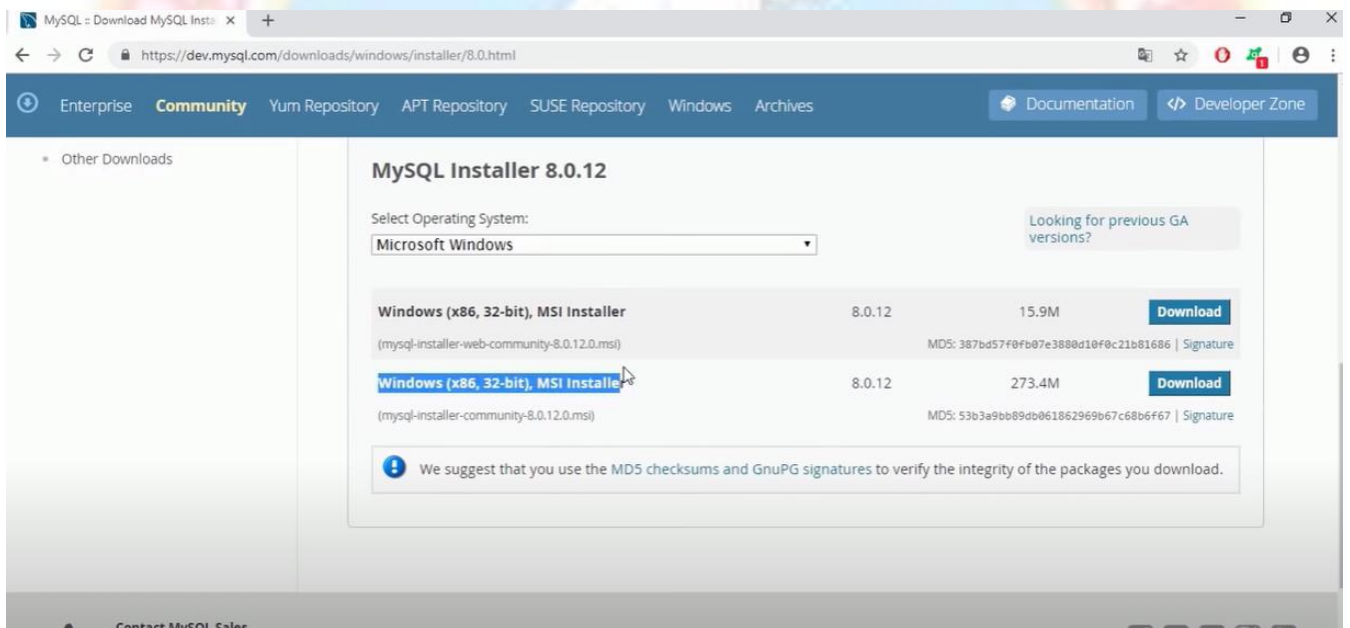 MySQL :: Download MySQL Insta
https://dev.mysql.com/downloads/windows/installer/8.0.html
1
Enterprise Community Yum Repository APT Repository SUSE Repository Windows Archives Documentation </> Developer Zone
Other Downloads
MySQL Installer 8.0.12
Select Operating System:
Looking for previous GA versions?
Microsoft Windows
Windows (x86, 32-bit), MSI Installer 8.0.12 15.9M Download
(mysql-installer-web-community-8.0.12.0.msi) MD5: 387bd57f0fb07e3880d10f0c21b81686 | Signature
Windows (x86, 32-bit), MSI Installer 8.0.12 273.4M Download
(mysql-installer-community-8.0.12.0.msi) MD5: 53b3a9bb89db061862969b67c68b6f67 | Signature
We suggest that you use the MD5 checksums and GnuPG signatures to verify the integrity of the packages you download.
Contact MySQL Sales